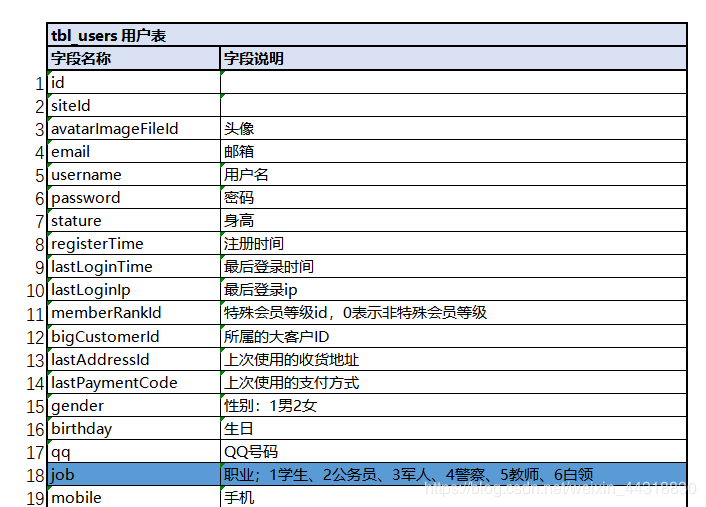 tbl_users 用户表
字段名称 字段说明
1 id
2 siteId
3 avatarImageFileId 头像
4 email 邮箱
5 username 用户名
6 password 密码
7 stature 身高
8 registerTime 注册时间
9 lastLoginTime 最后登录时间
10 lastLoginIp 最后登录ip
11 memberRankId 特殊会员等级id，0表示非特殊会员等级
12 bigCustomerId 所属的大客户ID
13 lastAddressId 上次使用的收货地址
14 lastPaymentCode 上次使用的支付方式
15 gender 性别：1男2女
16 birthday 生日
17 qq QQ号码
18 job 职业；1学生、2公务员、3军人、4警察、5教师、6白领
https://blog.csdn.net/weixin_44318830
19 mobile 手机